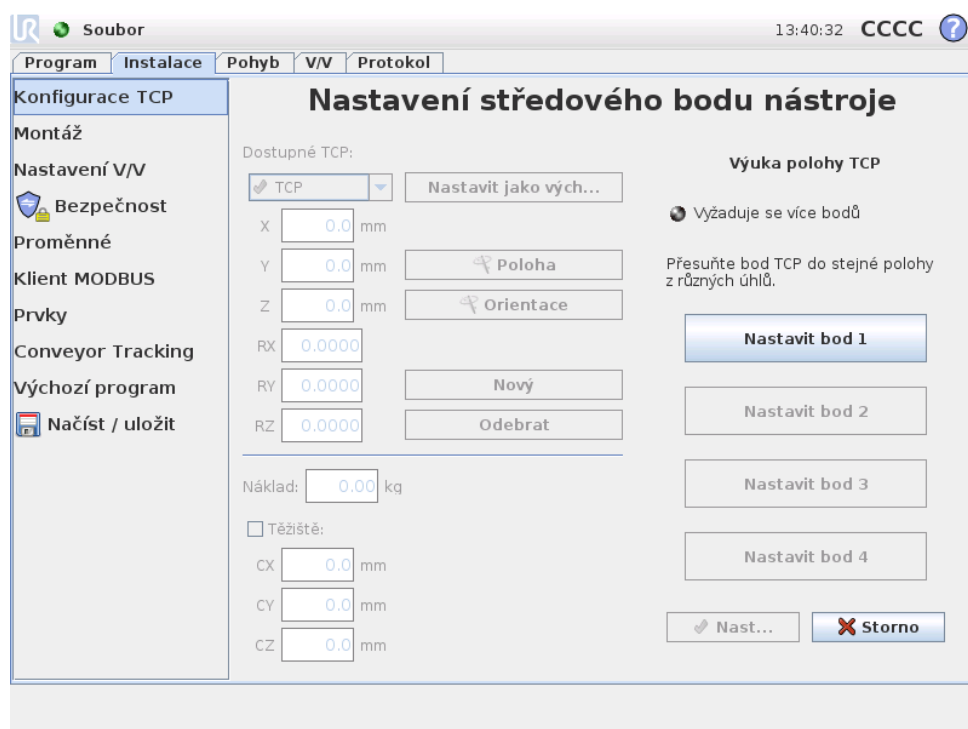 UR Soubor 13:40:32 CCCC ?
Program Instalace Pohyb V/V Protokol
Konfigurace TCP
Montáž
Nastavení V/V
Bezpečnost
Proměnné
Klient MODBUS
Prvky
Conveyor Tracking
Výchozí program
Načíst / uložit
Nastavení středového bodu nástroje
Dostupné TCP:
TCP Nastavit jako vých...
X 0.0 mm
Y 0.0 mm Poloha
Z 0.0 mm Orientace
RX 0.0000
RY 0.0000 Nový
RZ 0.0000 Odebrat
Náklad: 0.00 kg
Těžiště:
CX 0.0 mm
CY 0.0 mm
CZ 0.0 mm
Výuka polohy TCP
Vyžaduje se více bodů
Přesuňte bod TCP do stejné polohy
z různých úhlů.
Nastavit bod 1
Nastavit bod 2
Nastavit bod 3
Nastavit bod 4
Nast... Storno